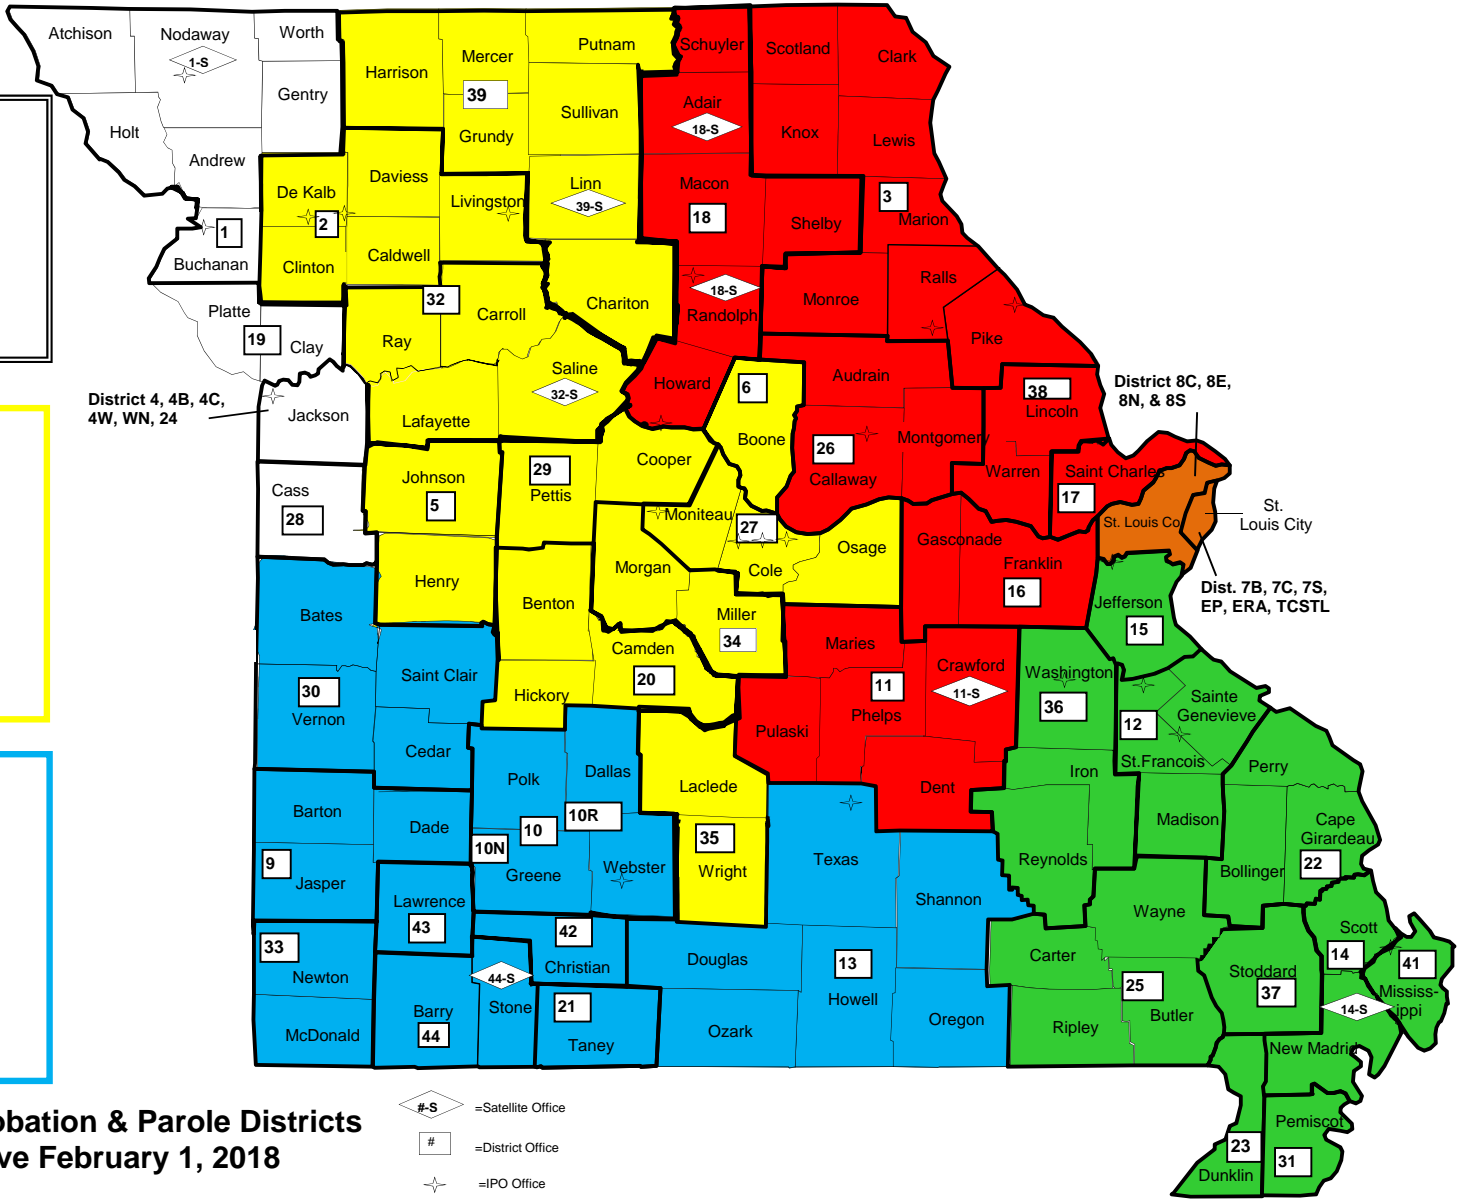 Atchison
Nodaway
Worth
1-S
Gentry
Holt
Andrew
1
Buchanan
Platte
19
Clay
District 4, 4B, 4C,
4W, WN, 24
Jackson
Cass
28
Harrison
Mercer
39
Grundy
Putnam
Sullivan
De Kalb
2
Clinton
Daviess
Caldwell
Livingston
Linn
39-S
Chariton
32
Ray
Carroll
Saline
32-S
Lafayette
Johnson
5
29
Pettis
Cooper
6
Boone
Moniteau
27
Cole
Osage
Henry
Benton
Morgan
Miller
34
Camden
20
Hickory
Laclede
35
Wright
Schuyler
Scotland
Clark
Adair
18-S
Knox
Lewis
Macon
18
Shelby
3
Marion
18-S
Randolph
Monroe
Ralls
Pike
Howard
Audrain
26
Callaway
Montgomery
38
Lincoln
Warren
Saint Charles
17
District 8C, 8E,
8N, & 8S
St. Louis Co
St.
Louis City
Dist. 7B, 7C, 7S,
EP, ERA, TCSTL
Gasconade
Franklin
16
Maries
11
Phelps
Crawford
11-S
Pulaski
Dent
Jefferson
15
Washington
36
12
St.Francois
Sainte
Genevieve
Iron
Perry
Reynolds
Madison
Bollinger
Cape
Girardeau
22
Wayne
Carter
Ripley
25
Butler
Stoddard
37
Scott
14
41
Mississ-
ippi
14-S
New Madrid
Pemiscot
31
23
Dunklin
Bates
30
Vernon
Saint Clair
Cedar
Polk
Dallas
Barton
Dade
10
10R
10N
Greene
Webster
9
Jasper
Lawrence
43
42
Christian
33
Newton
McDonald
Barry
44
44-S
Stone
21
Taney
Texas
Shannon
Douglas
13
Howell
Ozark
Oregon
obation & Parole Districts
ve February 1, 2018
#-S =Satellite Office
# =District Office
=IPO Office